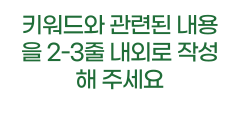 키워드와 관련된 내용
을 2-3줄 내외로 작성
해 주세요